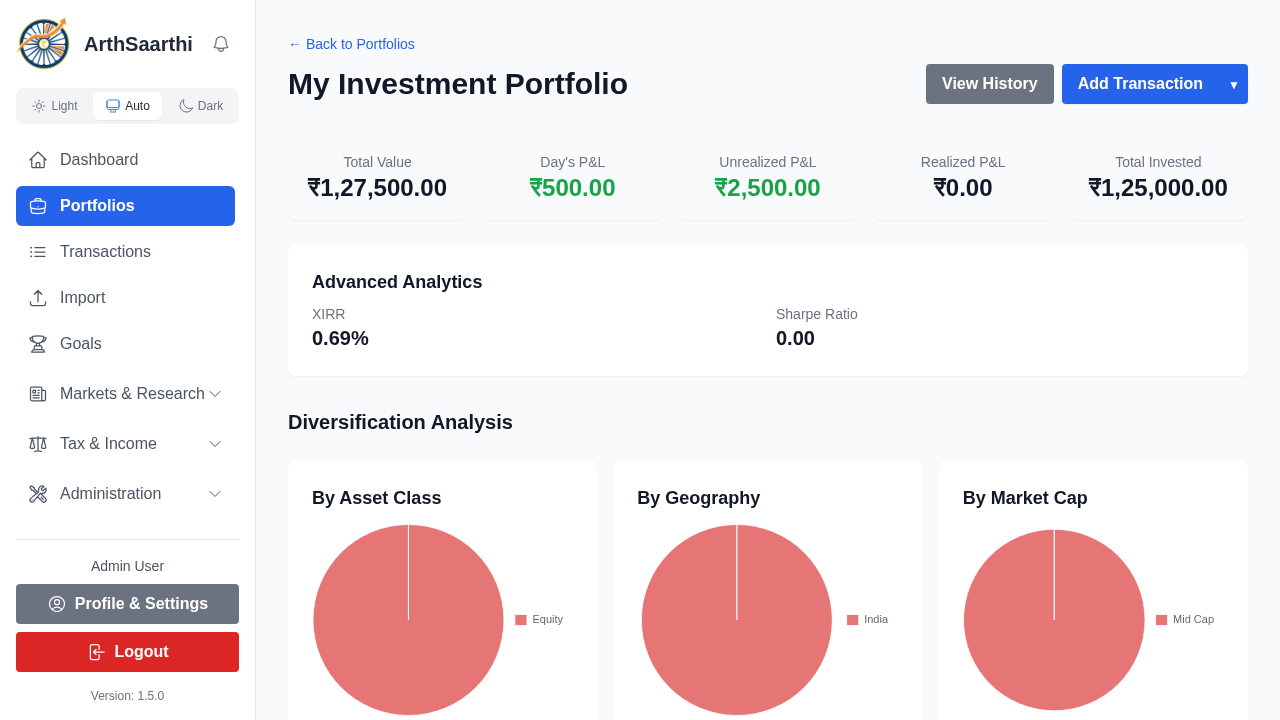 ArthSaarthi
Light
Auto
Dark
Dashboard
Portfolios
Transactions
Import
Goals
Markets & Research
Tax & Income
Administration
Admin User
Profile & Settings
Logout
Version: 1.5.0
← Back to Portfolios
My Investment Portfolio
View History
Add Transaction ▼
Total Value
₹1,27,500.00
Day's P&L
₹500.00
Unrealized P&L
₹2,500.00
Realized P&L
₹0.00
Total Invested
₹1,25,000.00
Advanced Analytics
XIRR
0.69%
Sharpe Ratio
0.00
Diversification Analysis
By Asset Class
Equity
By Geography
India
By Market Cap
Mid Cap